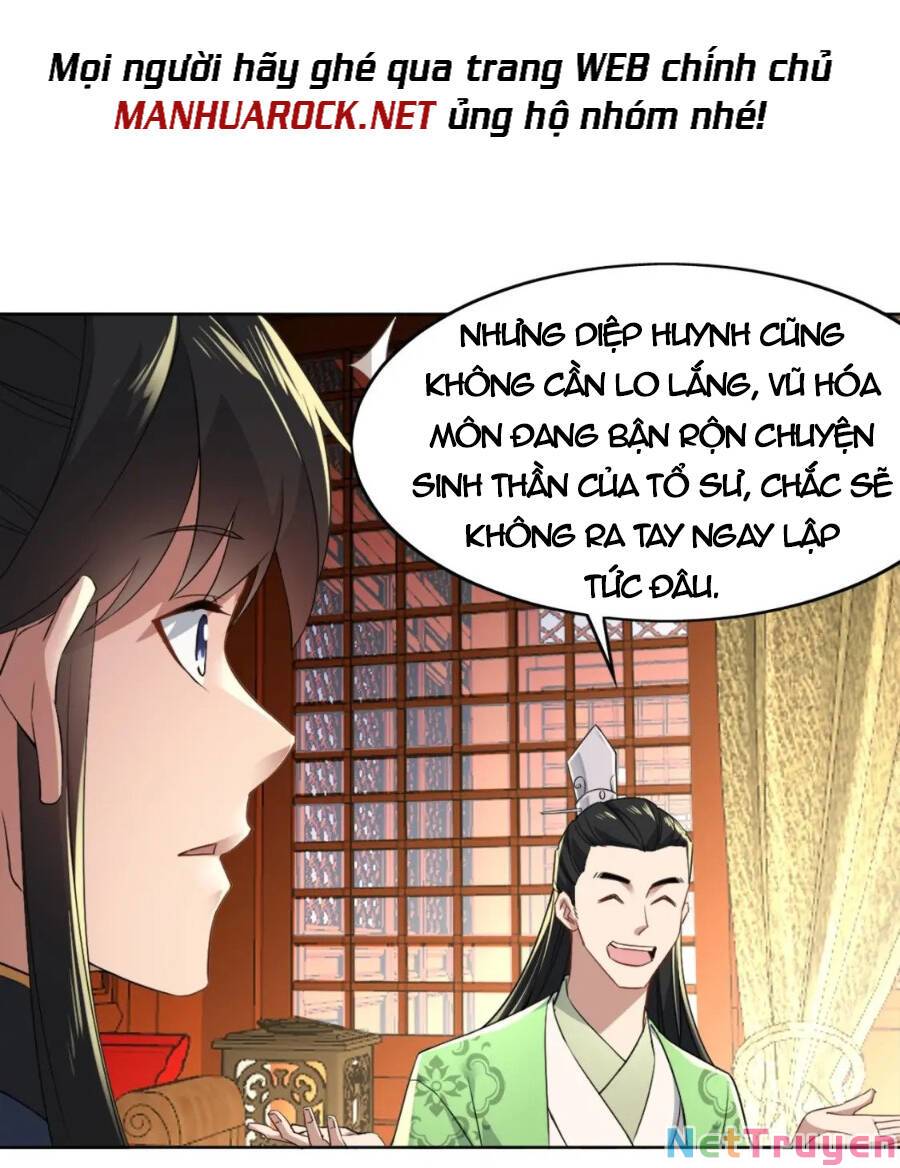 Mọi người hãy ghé qua trang WEB chính chủ
MANHUAROCK.NET ủng hộ nhóm nhé!
NHƯNG DIỆP HUYNH CŨNG
KHÔNG CẦN LO LẮNG, VŨ HÓA
MÔN ĐANG BẬN RỘN CHUYỆN
SINH THẦN CỦA TỔ SƯ, CHẮC SẼ
KHÔNG RA TAY NGAY LẬP
TỨC ĐÂU.
NetTruyen